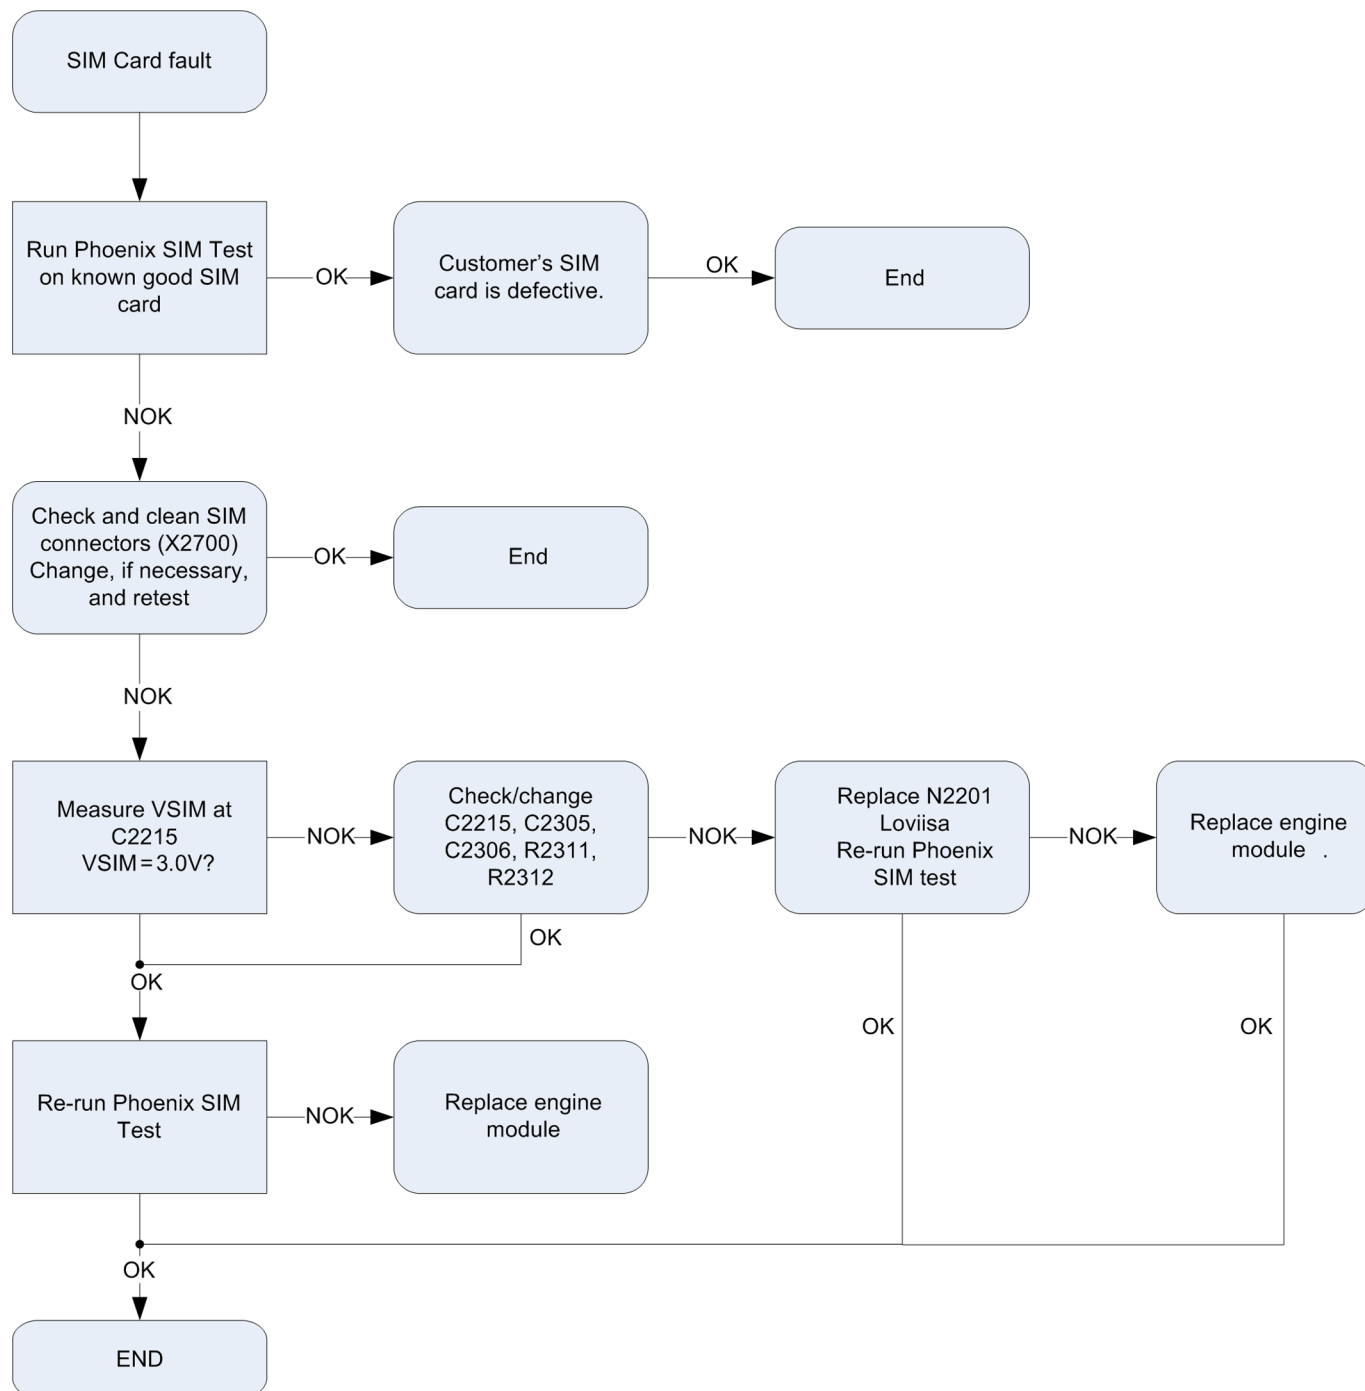 SIM Card fault
Run Phoenix SIM Test
on known good SIM
card
OK
Customer's SIM
card is defective.
OK
End
NOK
Check and clean SIM
connectors (X2700)
Change, if necessary,
and retest
OK
End
NOK
Measure VSIM at
C2215
VSIM=3.0V?
NOK
Check/change
C2215, C2305,
C2306, R2311,
R2312
NOK
Replace N2201
Loviisa
Re-run Phoenix
SIM test
NOK
Replace engine
module .
OK
OK
OK
OK
Re-run Phoenix SIM
Test
NOK
Replace engine
module
OK
END